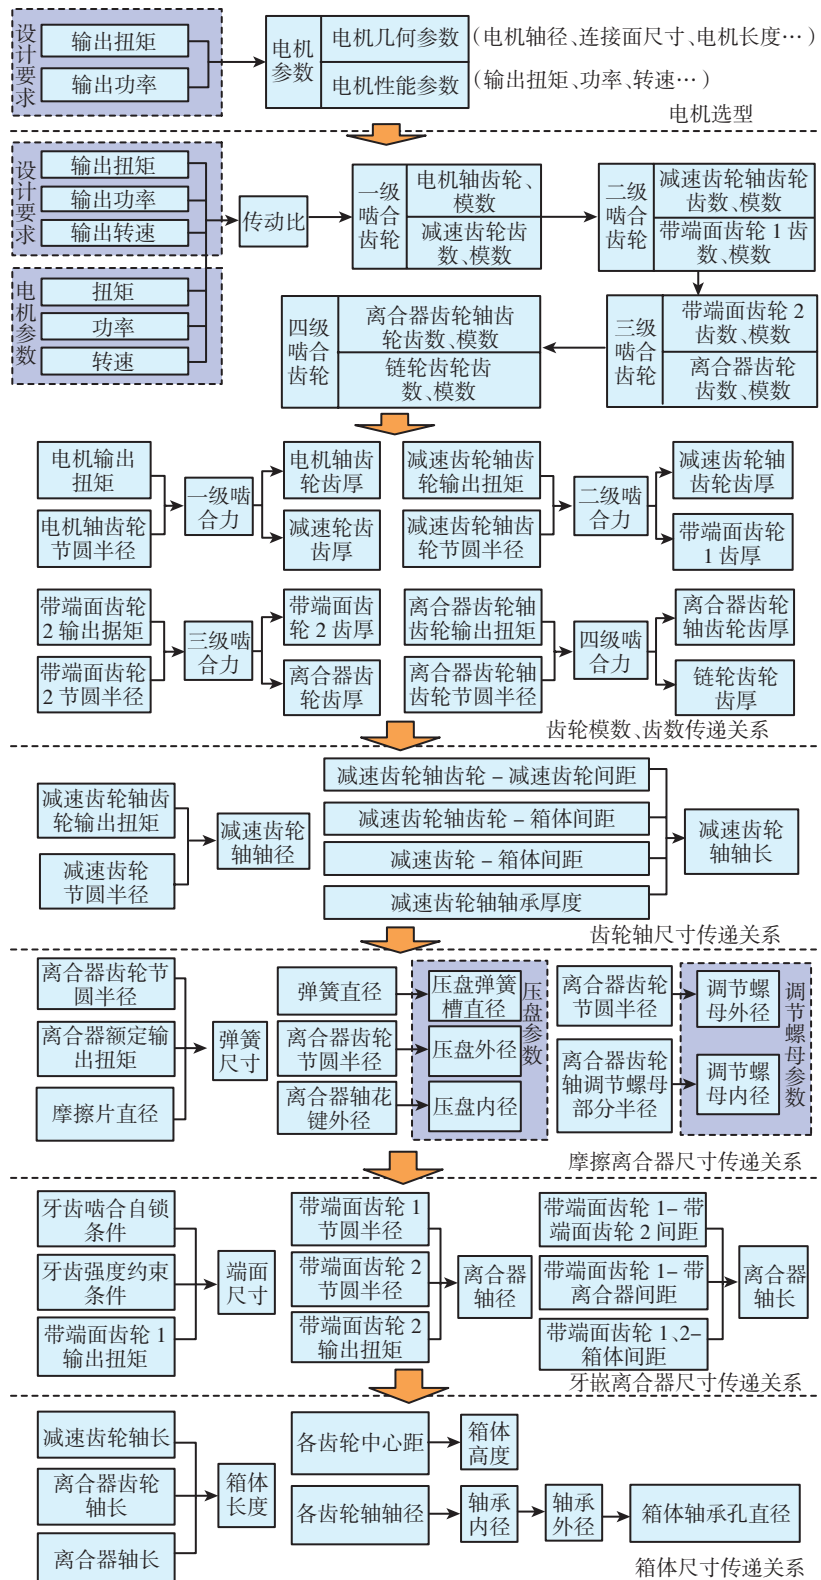 设计要求
输出扭矩
输出功率
电机
参数
电机几何参数
(电机轴径、连接面尺寸、电机长度…)
电机性能参数
(输出扭矩、功率、转速…)
电机选型
设计要求
输出扭矩
输出功率
输出转速
电机参数
扭矩
功率
转速
传动比
一级
啮合
齿轮
电机轴齿轮、
模数
减速齿轮齿
数、模数
二级
啮合
齿轮
减速齿轮轴齿轮
齿数、模数
带端面齿轮 1 齿
数、模数
三级
啮合
齿轮
带端面齿轮 2
齿数、模数
离合器齿轮
齿数、模数
四级
啮合
齿轮
离合器齿轮轴齿
轮齿数、模数
链轮齿轮齿
数、模数
电机输出
扭矩
电机轴齿轮
节圆半径
一级啮
合力
电机轴齿
轮齿厚
减速轮齿
齿厚
减速齿轮轴齿
轮输出扭矩
减速齿轮轴齿
轮节圆半径
二级啮
合力
减速齿轮轴
齿轮齿厚
带端面齿轮
1 齿厚
带端面齿轮
2 输出据矩
带端面齿轮
2 节圆半径
三级啮
合力
带端面齿
轮 2 齿厚
离合器齿
轮齿厚
离合器齿轮轴
齿轮输出扭矩
离合器齿轮轴
齿轮节圆半径
四级啮
合力
离合器齿轮
轴齿轮齿厚
链轮齿轮
齿厚
齿轮模数、齿数传递关系
减速齿轮轴齿
轮输出扭矩
减速齿轮
节圆半径
减速齿轮
轴轴径
减速齿轮轴齿轮 – 减速齿轮间距
减速齿轮轴齿轮 – 箱体间距
减速齿轮 – 箱体间距
减速齿轮轴轴承厚度
减速齿轮
轴轴长
齿轮轴尺寸传递关系
离合器齿轮节
圆半径
离合器额定输
出扭矩
摩擦片直径
弹簧
尺寸
弹簧直径
离合器齿轮
节圆半径
离合器轴花
键外径
压盘弹簧
槽直径
压盘外径
压盘内径
压盘参数
离合器齿轮
节圆半径
离合器齿轮
轴调节螺母
部分半径
调节螺
母外径
调节螺
母内径
调节螺母参数
摩擦离合器尺寸传递关系
牙齿啮合自锁
条件
牙齿强度约束
条件
带端面齿轮 1
输出扭矩
端面
尺寸
带端面齿轮 1
节圆半径
带端面齿轮 2
节圆半径
带端面齿轮 2
输出扭矩
离合器
轴径
带端面齿轮 1– 带
端面齿轮 2 间距
带端面齿轮 1– 带
离合器间距
带端面齿轮 1、2–
箱体间距
离合器
轴长
牙嵌离合器尺寸传递关系
减速齿轮轴长
离合器齿轮
轴长
离合器轴长
箱体
长度
各齿轮中心距
箱体
高度
各齿轮轴轴径
轴承
内径
轴承
外径
箱体轴承孔直径
箱体尺寸传递关系